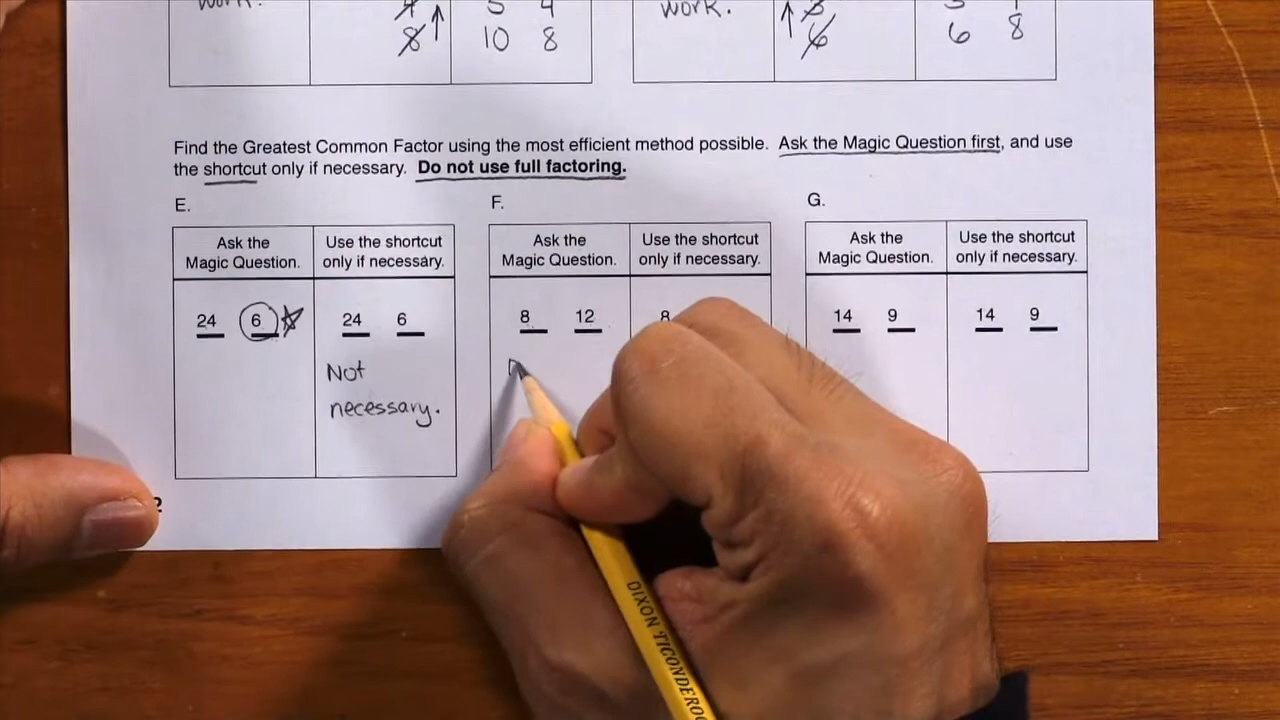 work. 8 10 4 8 work. 6 8
Find the Greatest Common Factor using the most efficient method possible. Ask the Magic Question first, and use
the shortcut only if necessary. Do not use full factoring.
E. F. G.
Ask the Use the shortcut Ask the Use the shortcut Ask the Use the shortcut
Magic Question. only if necessary. Magic Question. only if necessary. Magic Question. only if necessary.
24 6 24 6 8 12 8 14 9 14 9
Not
necessary.
DIXON TICONDEROG